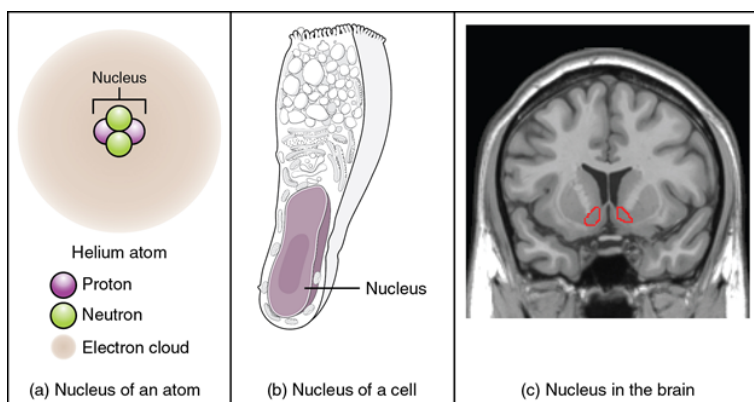 Nucleus
Helium atom
Proton
Neutron
Electron cloud
(a) Nucleus of an atom
Nucleus
(b) Nucleus of a cell
(c) Nucleus in the brain